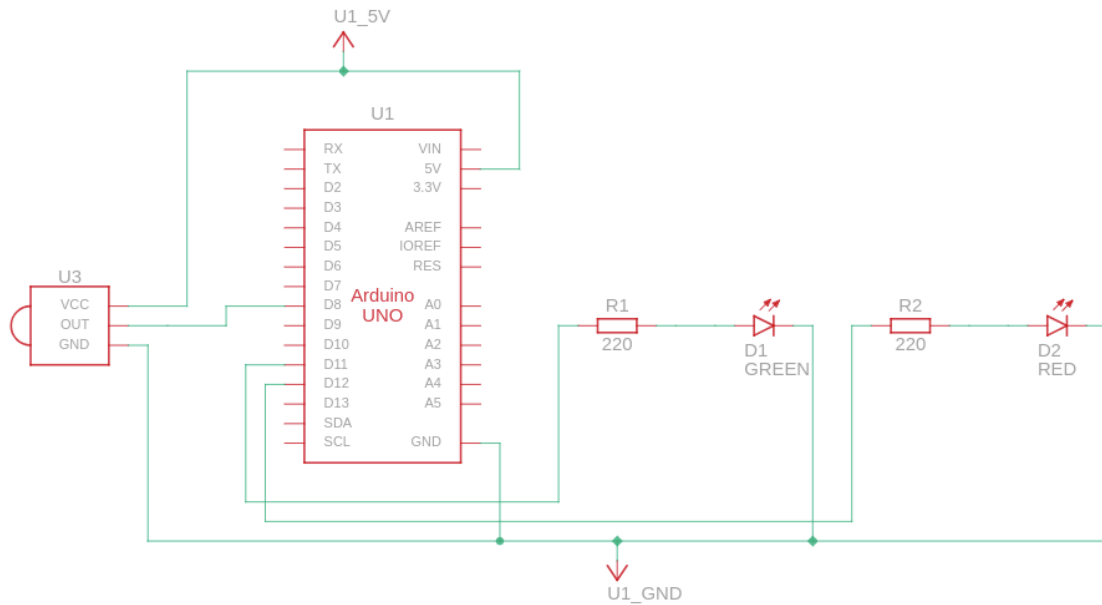 U1_5V
U1
RX VIN
TX 5V
D2 3.3V
D3
D4 AREF
D5 IOREF
D6 RES
D7
D8 A0
D9 A1
D10 A2
D11 A3
D12 A4
D13 A5
SDA
SCL GND
Arduino
UNO
U3
VCC
OUT
GND
R1
220
D1
GREEN
R2
220
D2
RED
U1_GND